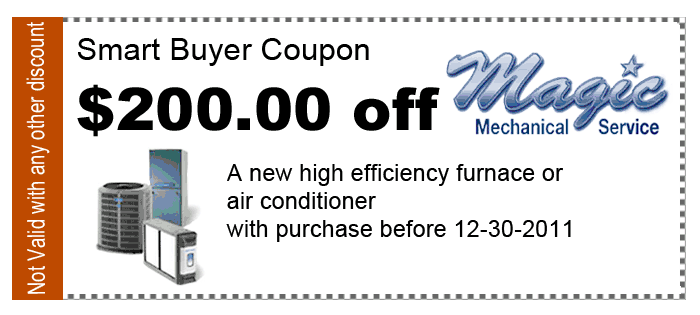 Not Valid with any other discount
Smart Buyer Coupon
$200.00 off
Magic
Mechanical Service
A new high efficiency furnace or
air conditioner
with purchase before 12-30-2011